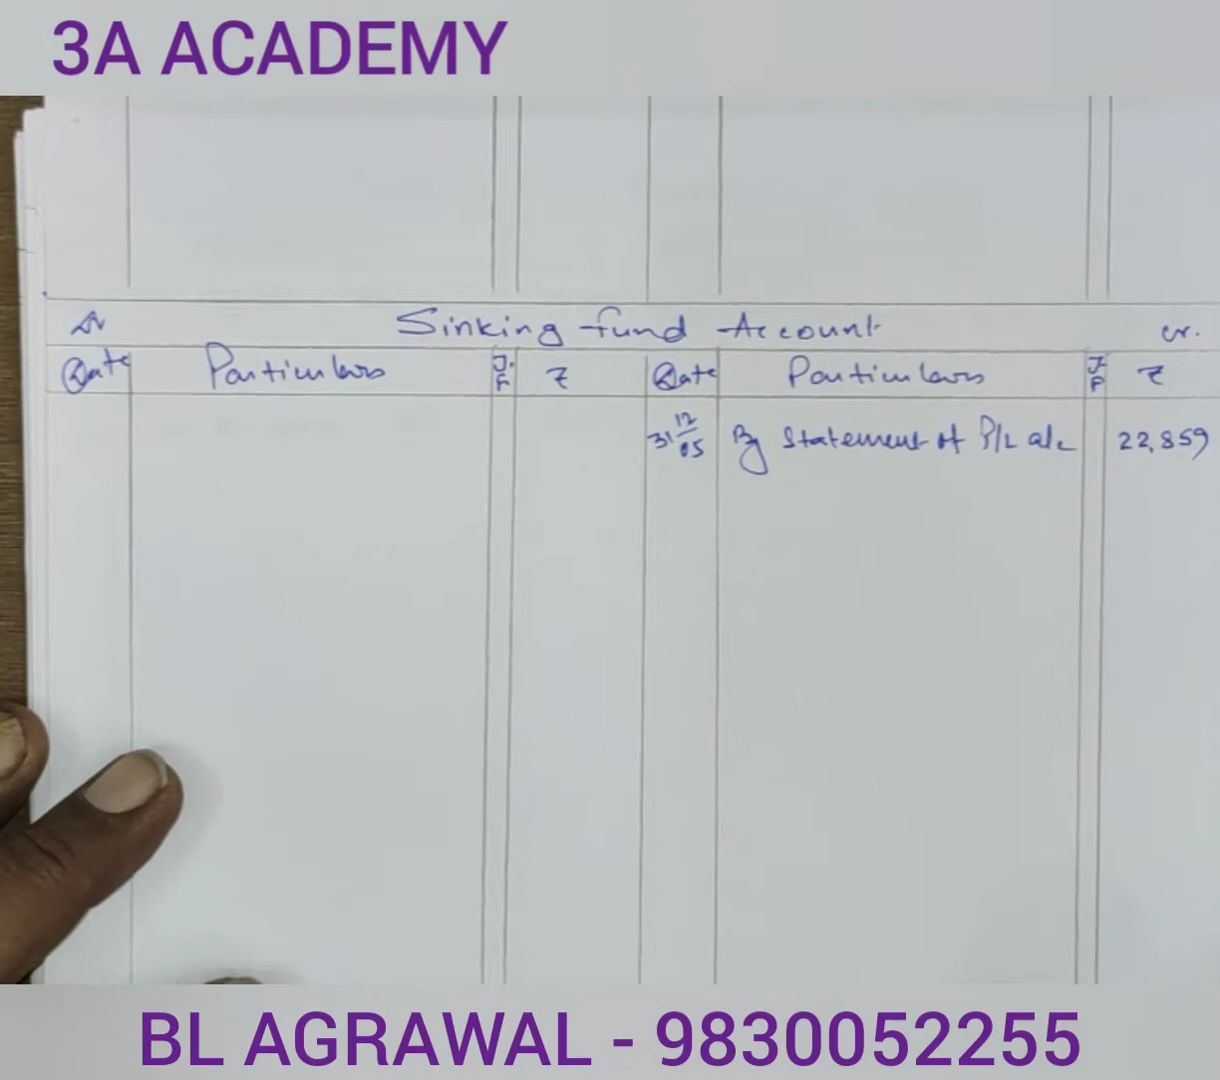 3A ACADEMY
Dr Sinking fund Account Cr.
Date Particulars J.F ₹ Date Particulars J.F ₹
31 12/05 By Statement of P/L a/c 22,859
BL AGRAWAL - 9830052255